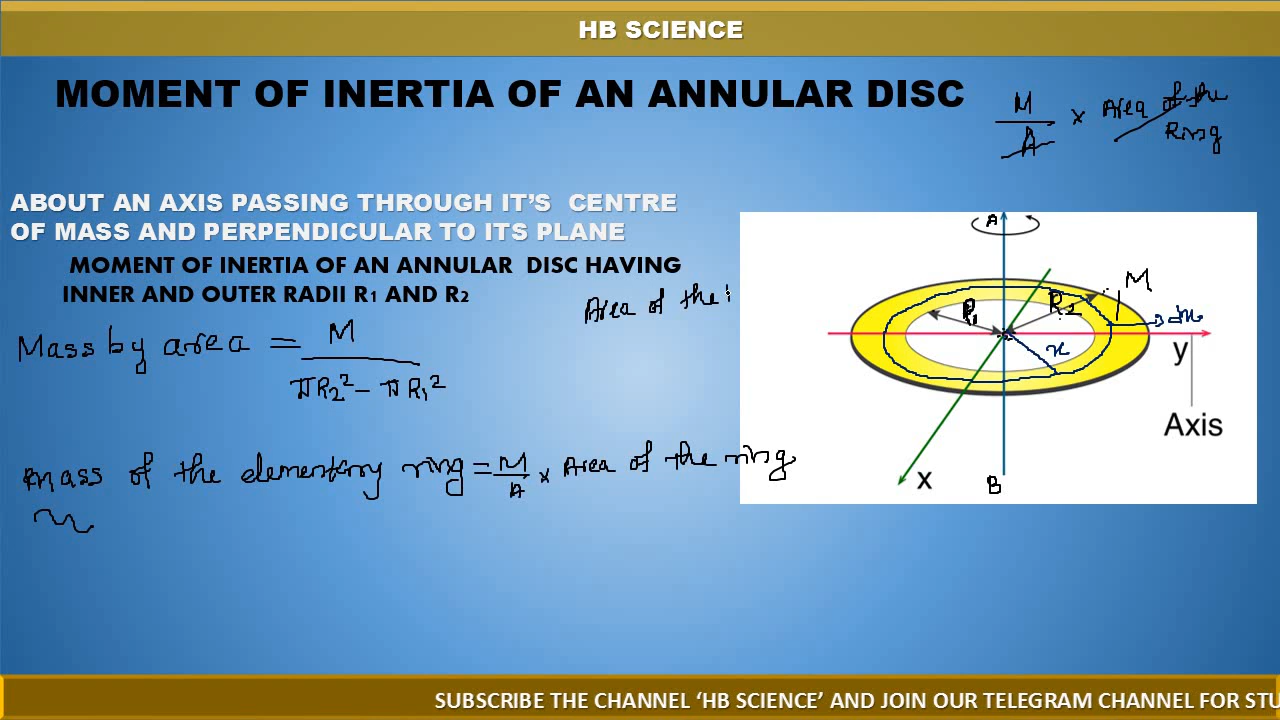 HB SCIENCE
MOMENT OF INERTIA OF AN ANNULAR DISC
M/A × Area of the Ring
ABOUT AN AXIS PASSING THROUGH IT’S CENTRE
OF MASS AND PERPENDICULAR TO ITS PLANE
MOMENT OF INERTIA OF AN ANNULAR DISC HAVING
INNER AND OUTER RADII R1 AND R2
Area of the
Mass by area = M / πR₂² − πR₁²
mass of the elementary ring = M/A × Area of the ring
m
A
M
R₁
R₂
x
y
Axis
x
B
SUBSCRIBE THE CHANNEL ‘HB SCIENCE’ AND JOIN OUR TELEGRAM CHANNEL FOR STU